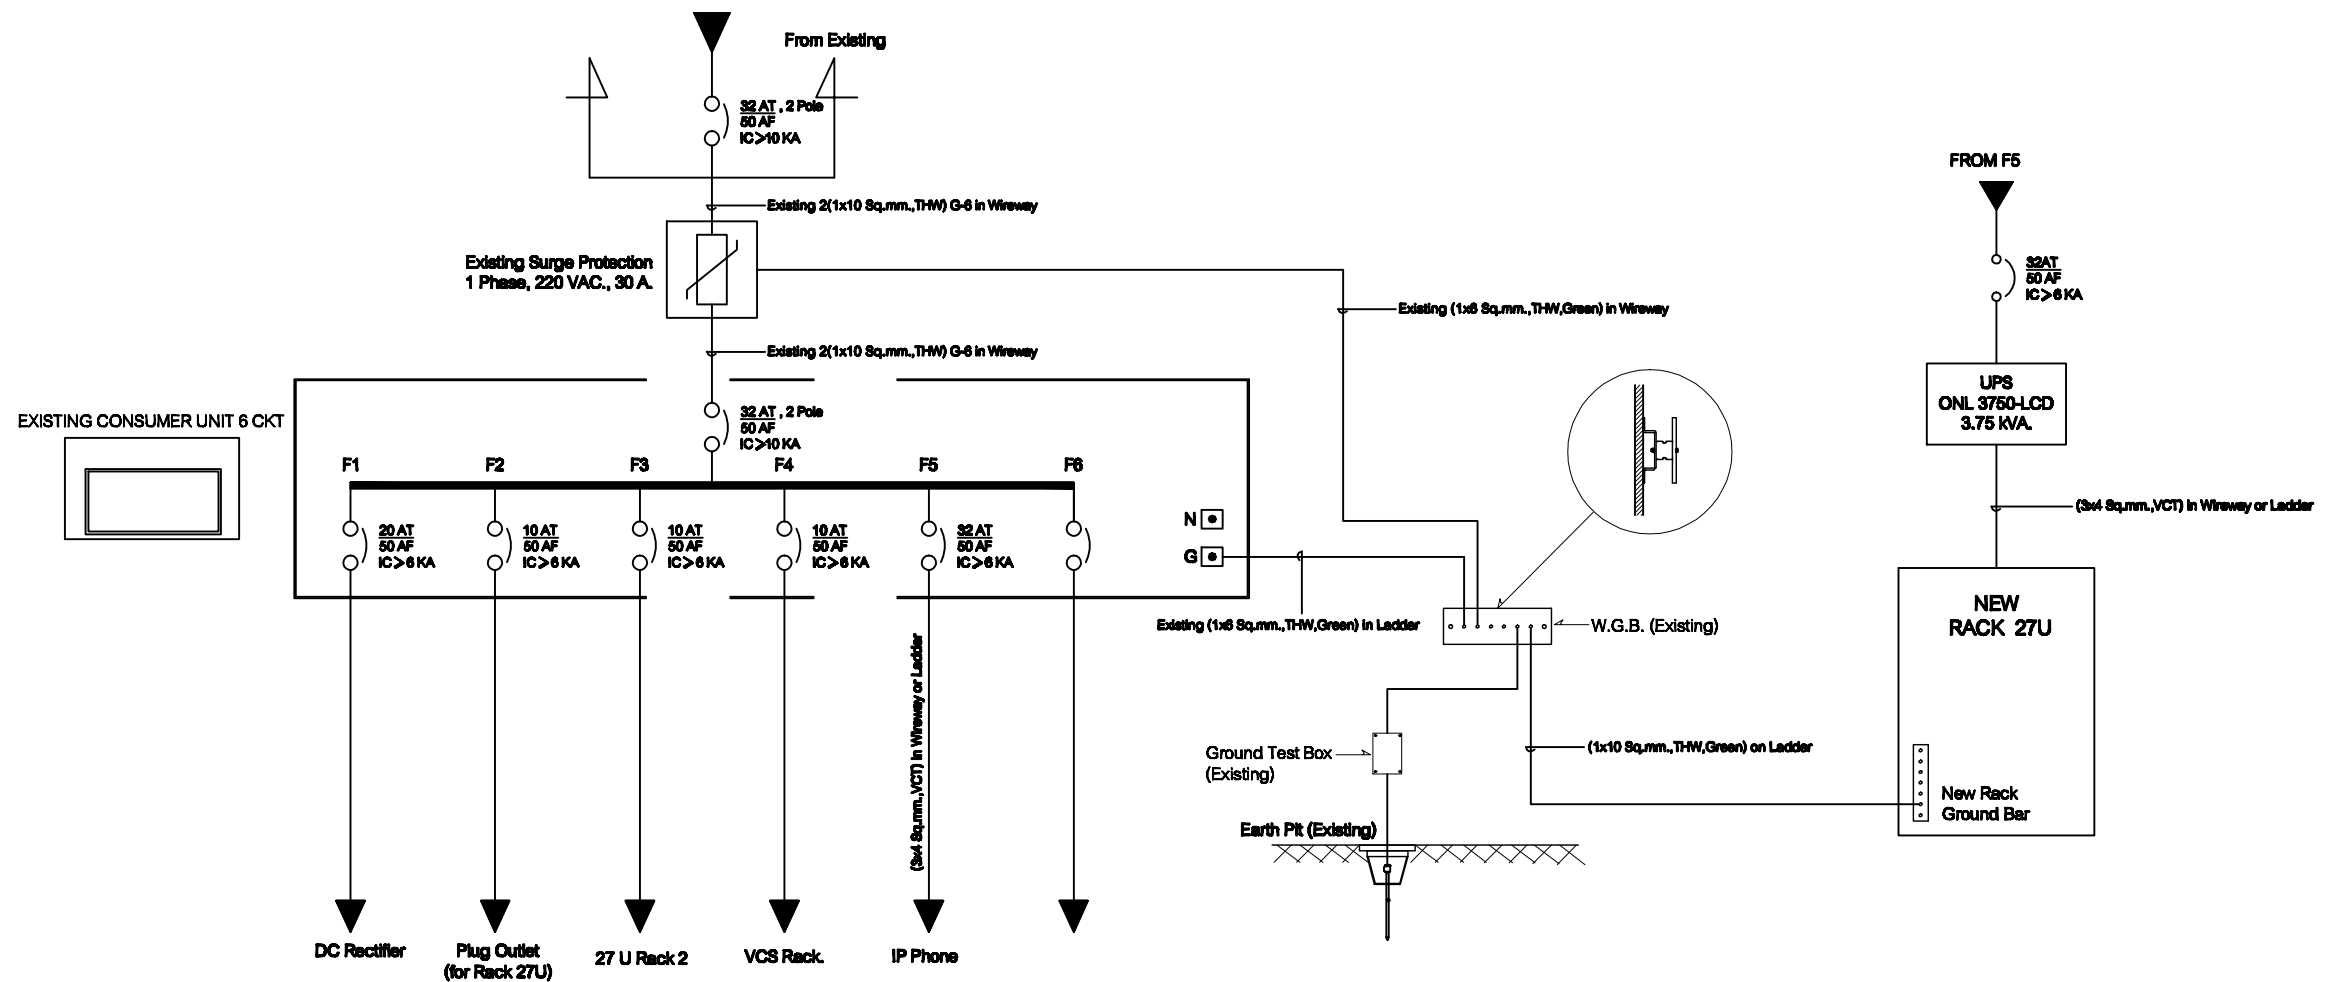 From Existing
32 AT , 2 Pole
50 AF
IC>10 KA
Existing 2(1x10 Sq.mm.,THW) G-6 in Wireway
Existing Surge Protection
1 Phase, 220 VAC., 30 A.
Existing (1x6 Sq.mm.,THW,Green) in Wireway
Existing 2(1x10 Sq.mm.,THW) G-6 in Wireway
EXISTING CONSUMER UNIT 6 CKT
32 AT , 2 Pole
50 AF
IC>10 KA
F1 F2 F3 F4 F5 F6
20 AT
50 AF
IC>6 KA
10 AT
50 AF
IC>6 KA
10 AT
50 AF
IC>6 KA
10 AT
50 AF
IC>6 KA
32 AT
50 AF
IC>6 KA
N
G
Existing (1x6 Sq.mm.,THW,Green) in Ladder
W.G.B. (Existing)
(3x4 Sq.mm.,VCT) in Wireway or Ladder
Ground Test Box
(Existing)
(1x10 Sq.mm.,THW,Green) on Ladder
Earth Pit (Existing)
DC Rectifier
Plug Outlet
(for Rack 27U)
27 U Rack 2
VCS Rack.
IP Phone
FROM F5
32AT
50 AF
IC>6 KA
UPS
ONL 3750-LCD
3.75 kVA.
(3x4 Sq.mm.,VCT) in Wireway or Ladder
NEW
RACK 27U
New Rack
Ground Bar